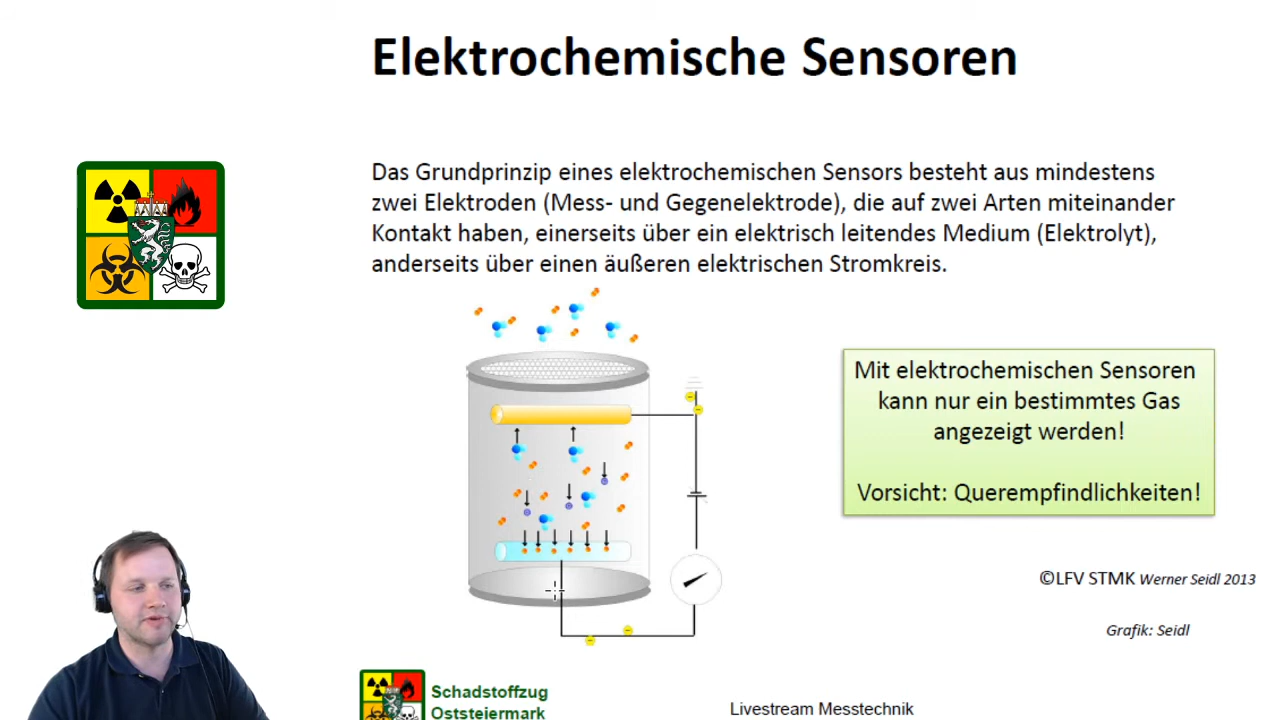 Elektrochemische Sensoren
Das Grundprinzip eines elektrochemischen Sensors besteht aus mindestens
zwei Elektroden (Mess- und Gegenelektrode), die auf zwei Arten miteinander
Kontakt haben, einerseits über ein elektrisch leitendes Medium (Elektrolyt),
anderseits über einen äußeren elektrischen Stromkreis.
Mit elektrochemischen Sensoren
kann nur ein bestimmtes Gas
angezeigt werden!
Vorsicht: Querempfindlichkeiten!
©LFV STMK Werner Seidl 2013
Grafik: Seidl
Schadstoffzug
Oststeiermark
Livestream Messtechnik